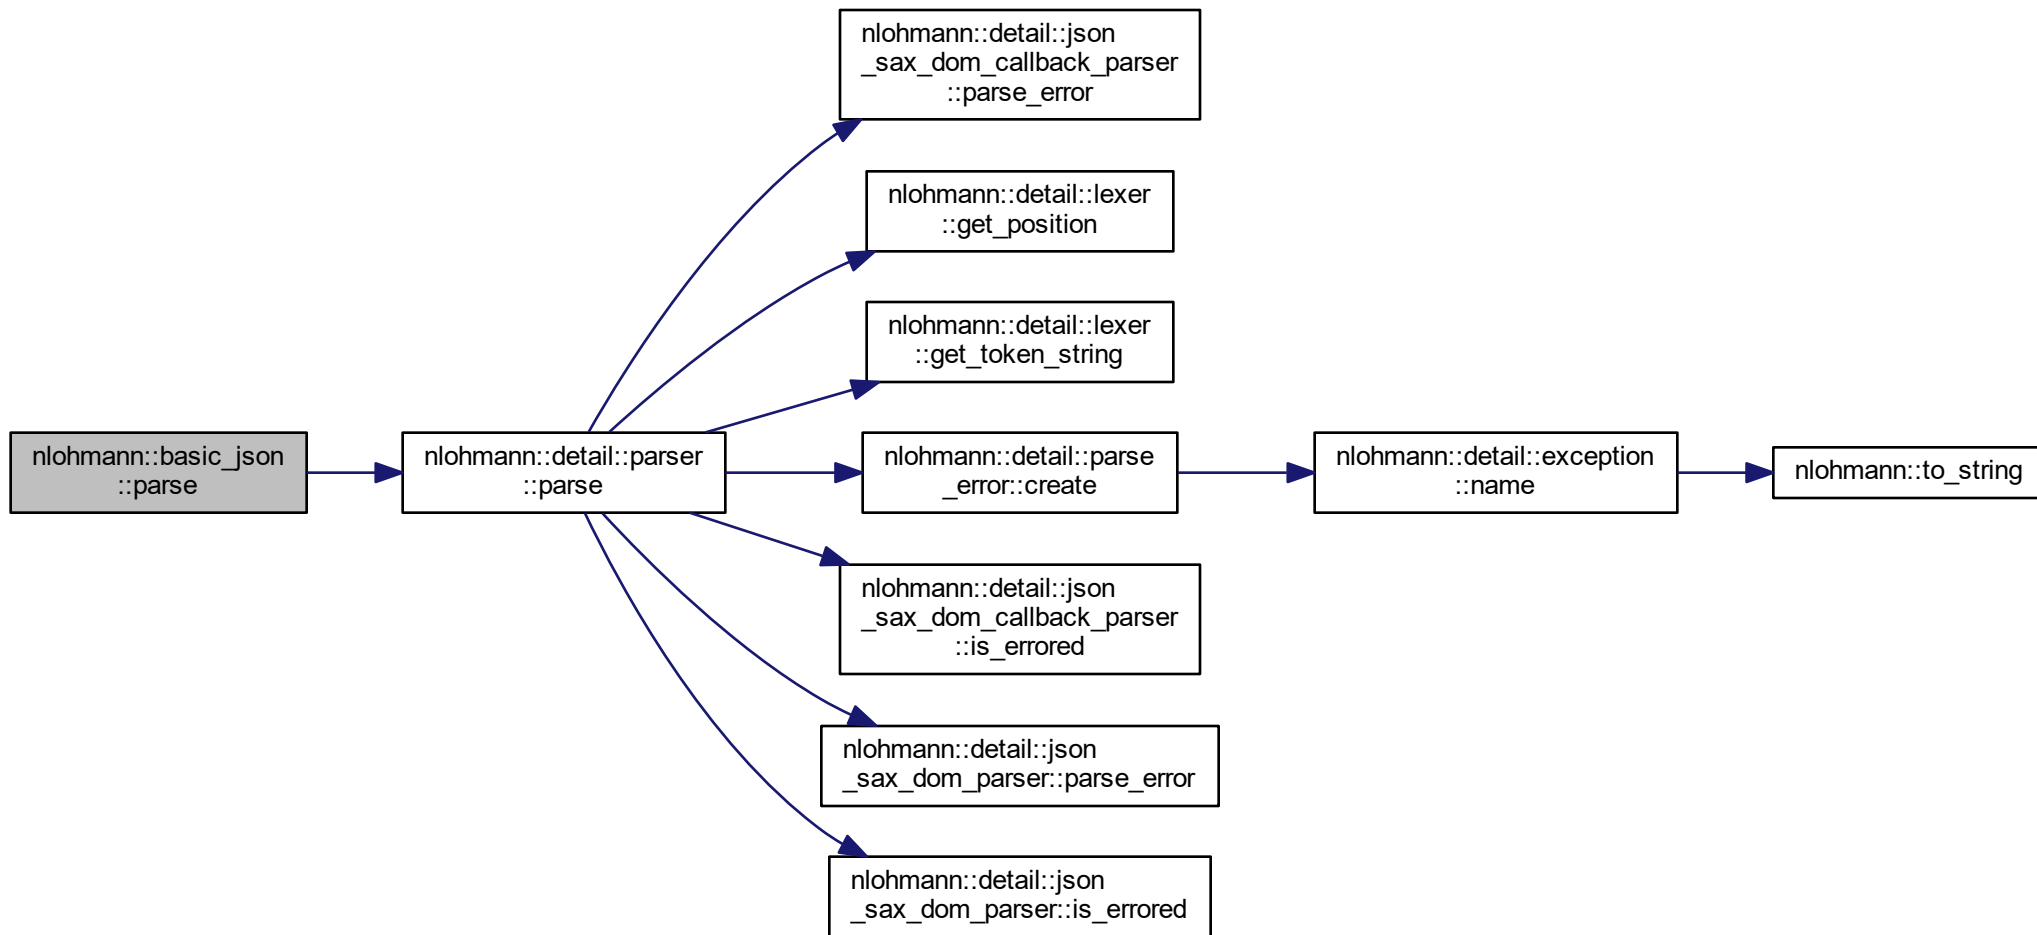 nlohmann::detail::json
_sax_dom_callback_parser
::parse_error
nlohmann::detail::lexer
::get_position
nlohmann::detail::lexer
::get_token_string
nlohmann::basic_json
::parse
nlohmann::detail::parser
::parse
nlohmann::detail::parse
_error::create
nlohmann::detail::exception
::name
nlohmann::to_string
nlohmann::detail::json
_sax_dom_callback_parser
::is_errored
nlohmann::detail::json
_sax_dom_parser::parse_error
nlohmann::detail::json
_sax_dom_parser::is_errored